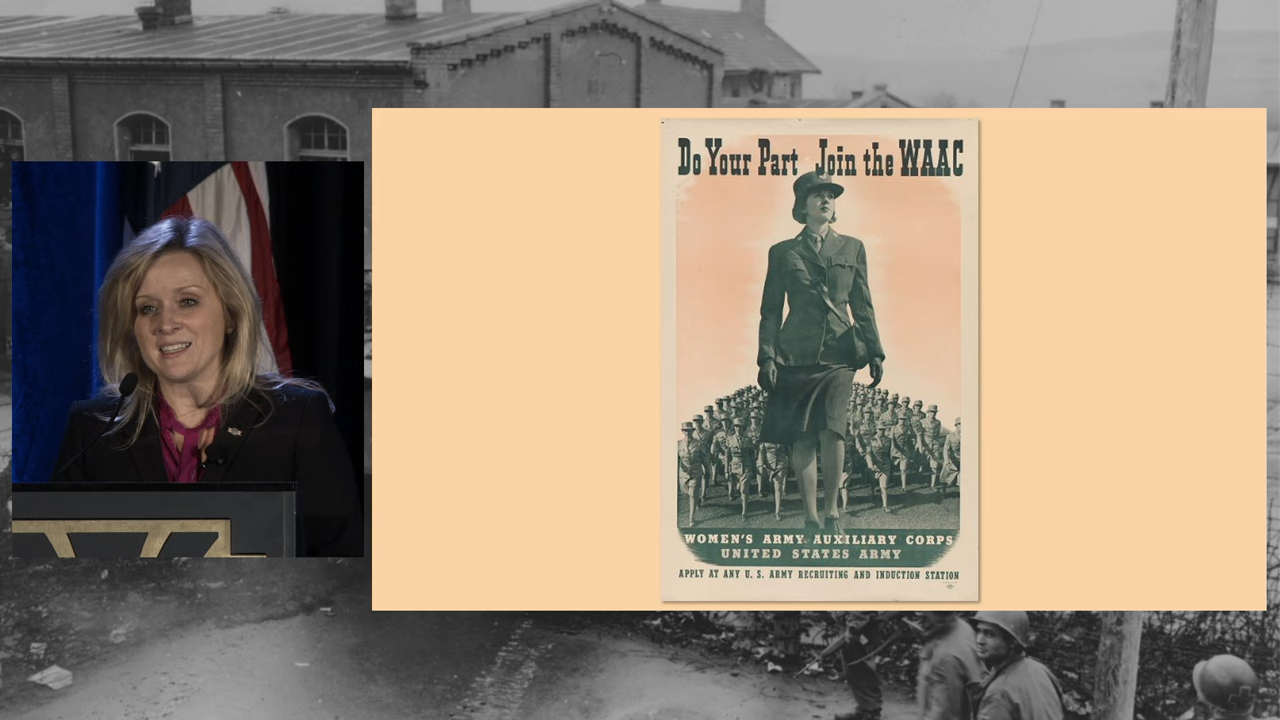 Do Your Part Join the WAAC
WOMEN'S ARMY AUXILIARY CORPS
UNITED STATES ARMY
APPLY AT ANY U. S. ARMY RECRUITING AND INDUCTION STATION